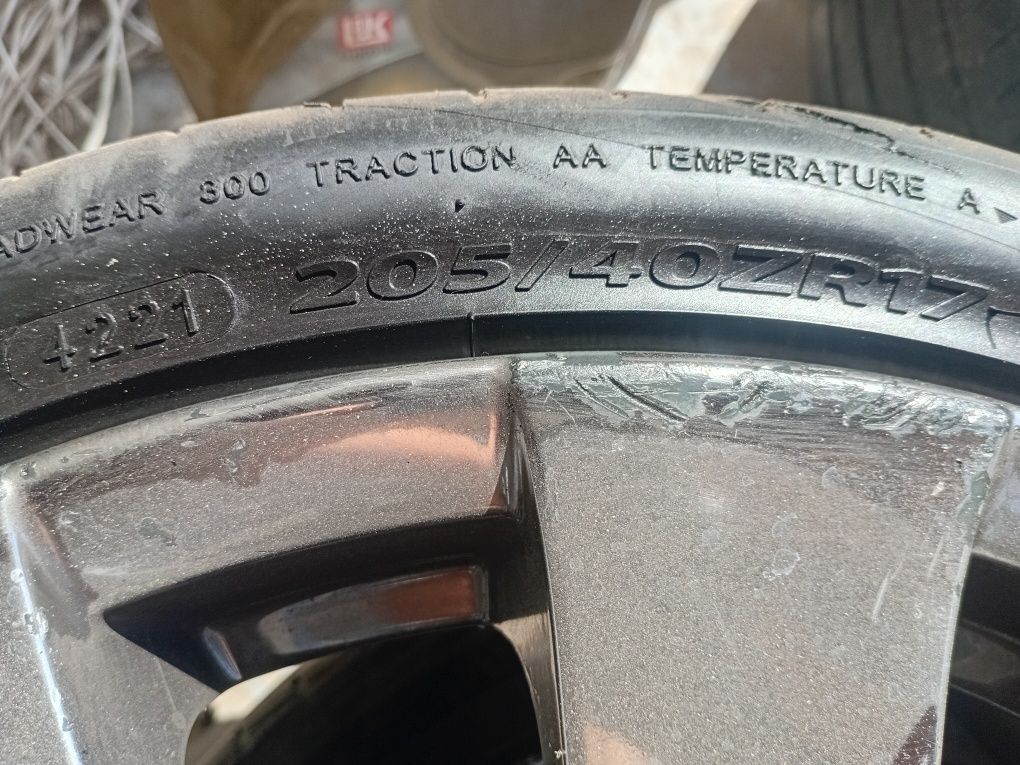 ADWEAR 300 TRACTION AA TEMPERATURE A
4221 205/40ZR17